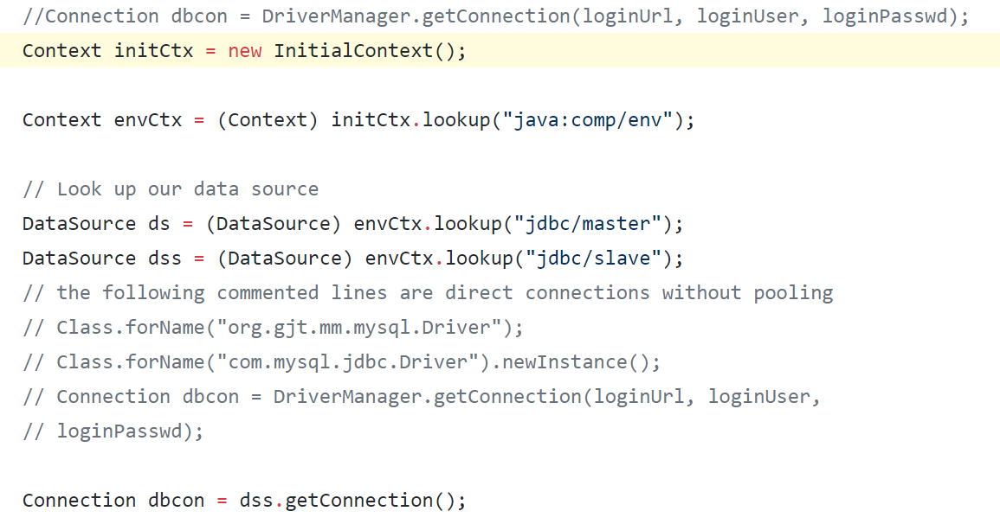 //Connection dbcon = DriverManager.getConnection(loginUrl, loginUser, loginPasswd);
Context initCtx = new InitialContext();
Context envCtx = (Context) initCtx.lookup("java:comp/env");
// Look up our data source
DataSource ds = (DataSource) envCtx.lookup("jdbc/master");
DataSource dss = (DataSource) envCtx.lookup("jdbc/slave");
// the following commented lines are direct connections without pooling
// Class.forName("org.gjt.mm.mysql.Driver");
// Class.forName("com.mysql.jdbc.Driver").newInstance();
// Connection dbcon = DriverManager.getConnection(loginUrl, loginUser,
// loginPasswd);
Connection dbcon = dss.getConnection();